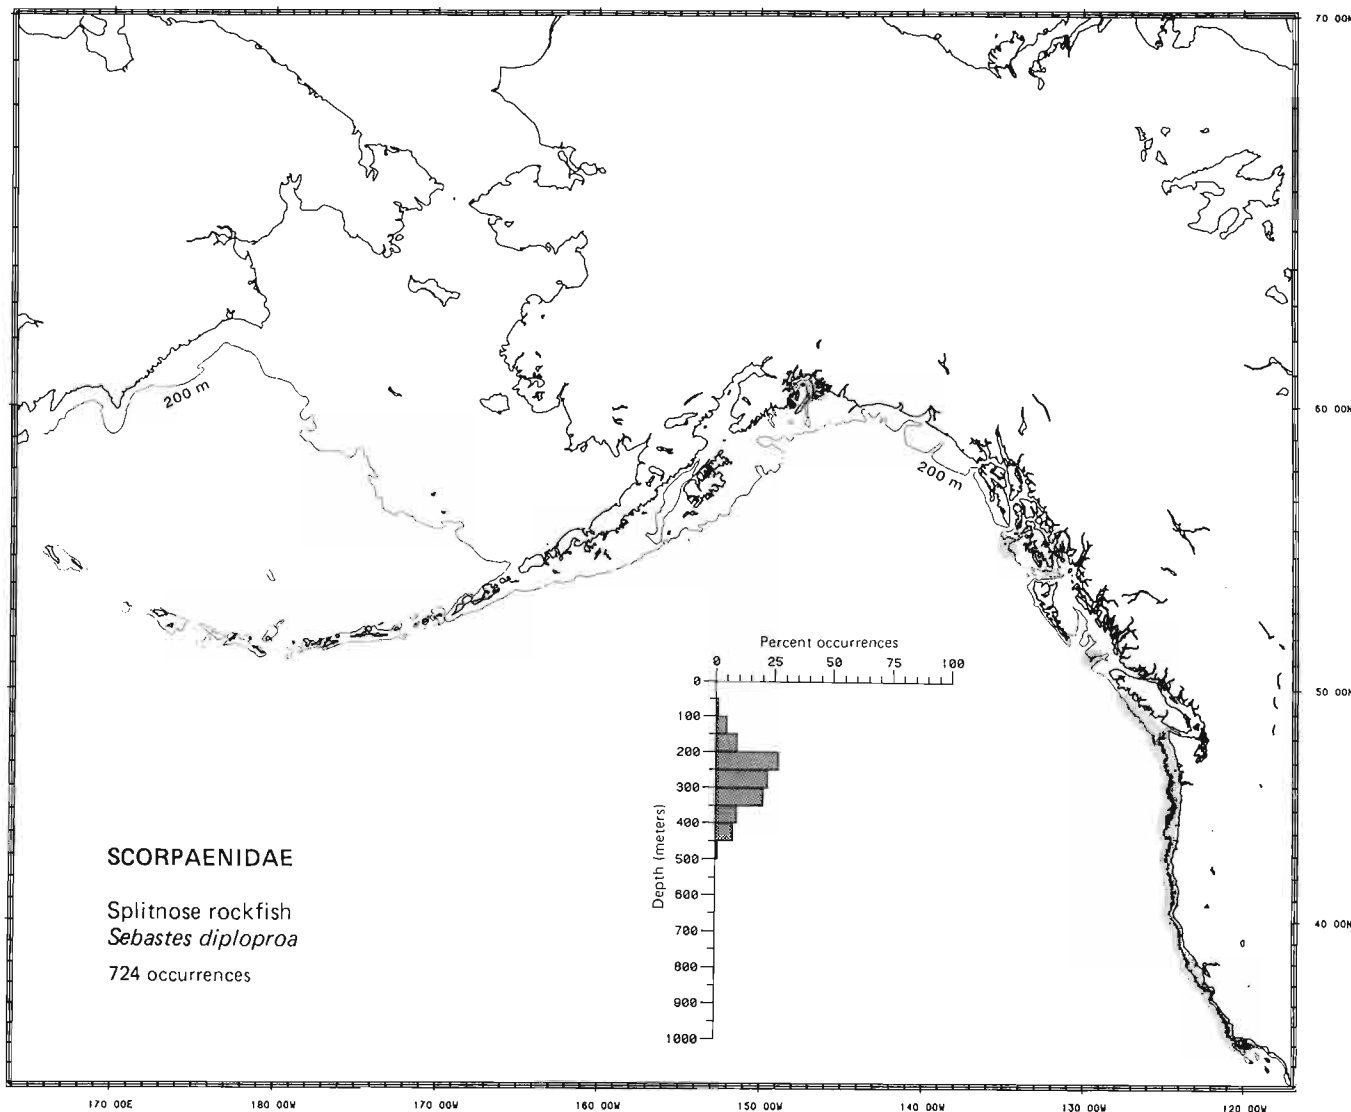 70 00N
200 m
60 00N
200 m
Percent occurrences
0 25 50 75 100
0
100
200
300
400
500
600
700
800
900
1000
Depth (meters)
50 00N
40 00N
SCORPAENIDAE
Splitnose rockfish
Sebastes diploproa
724 occurrences
170 00E 180 00W 170 00W 160 00W 150 00W 140 00W 130 00W 120 00W